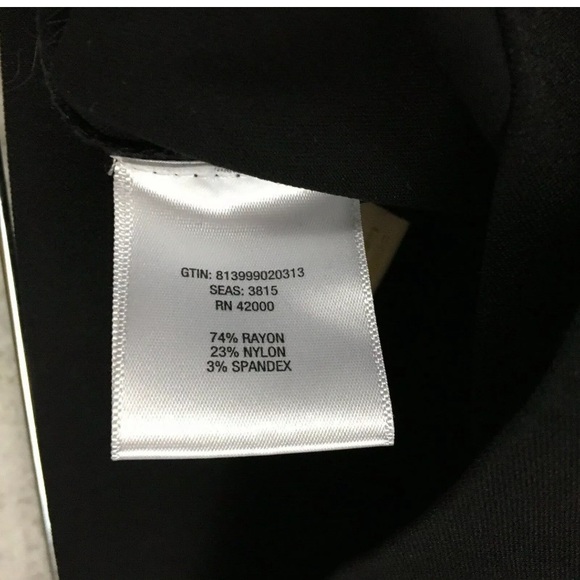 GTIN: 813999020313
SEAS: 3815
RN 42000
74% RAYON
23% NYLON
3% SPANDEX